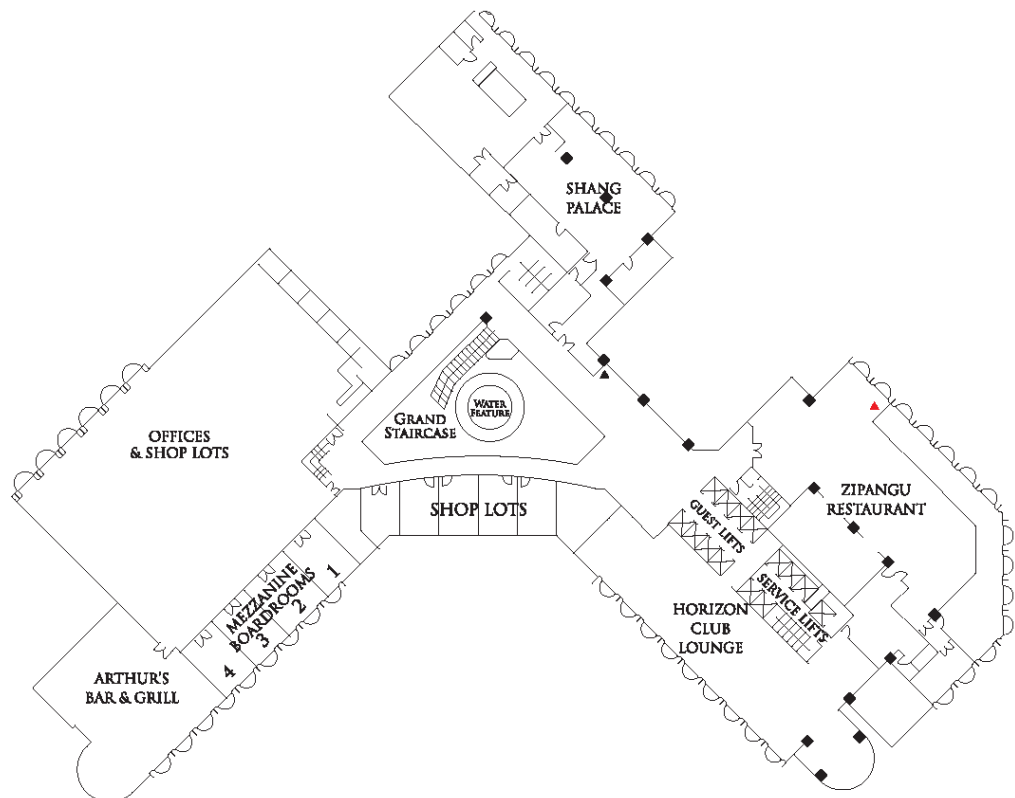 SHANG
PALACE
WATER
FEATURE
GRAND
STAIRCASE
OFFICES
& SHOP LOTS
SHOP LOTS
ZIPANGU
RESTAURANT
GUEST LIFTS
SERVICE LIFTS
MEZZANINE
BOARDROOMS
1
2
3
4
HORIZON
CLUB
LOUNGE
ARTHUR'S
BAR & GRILL